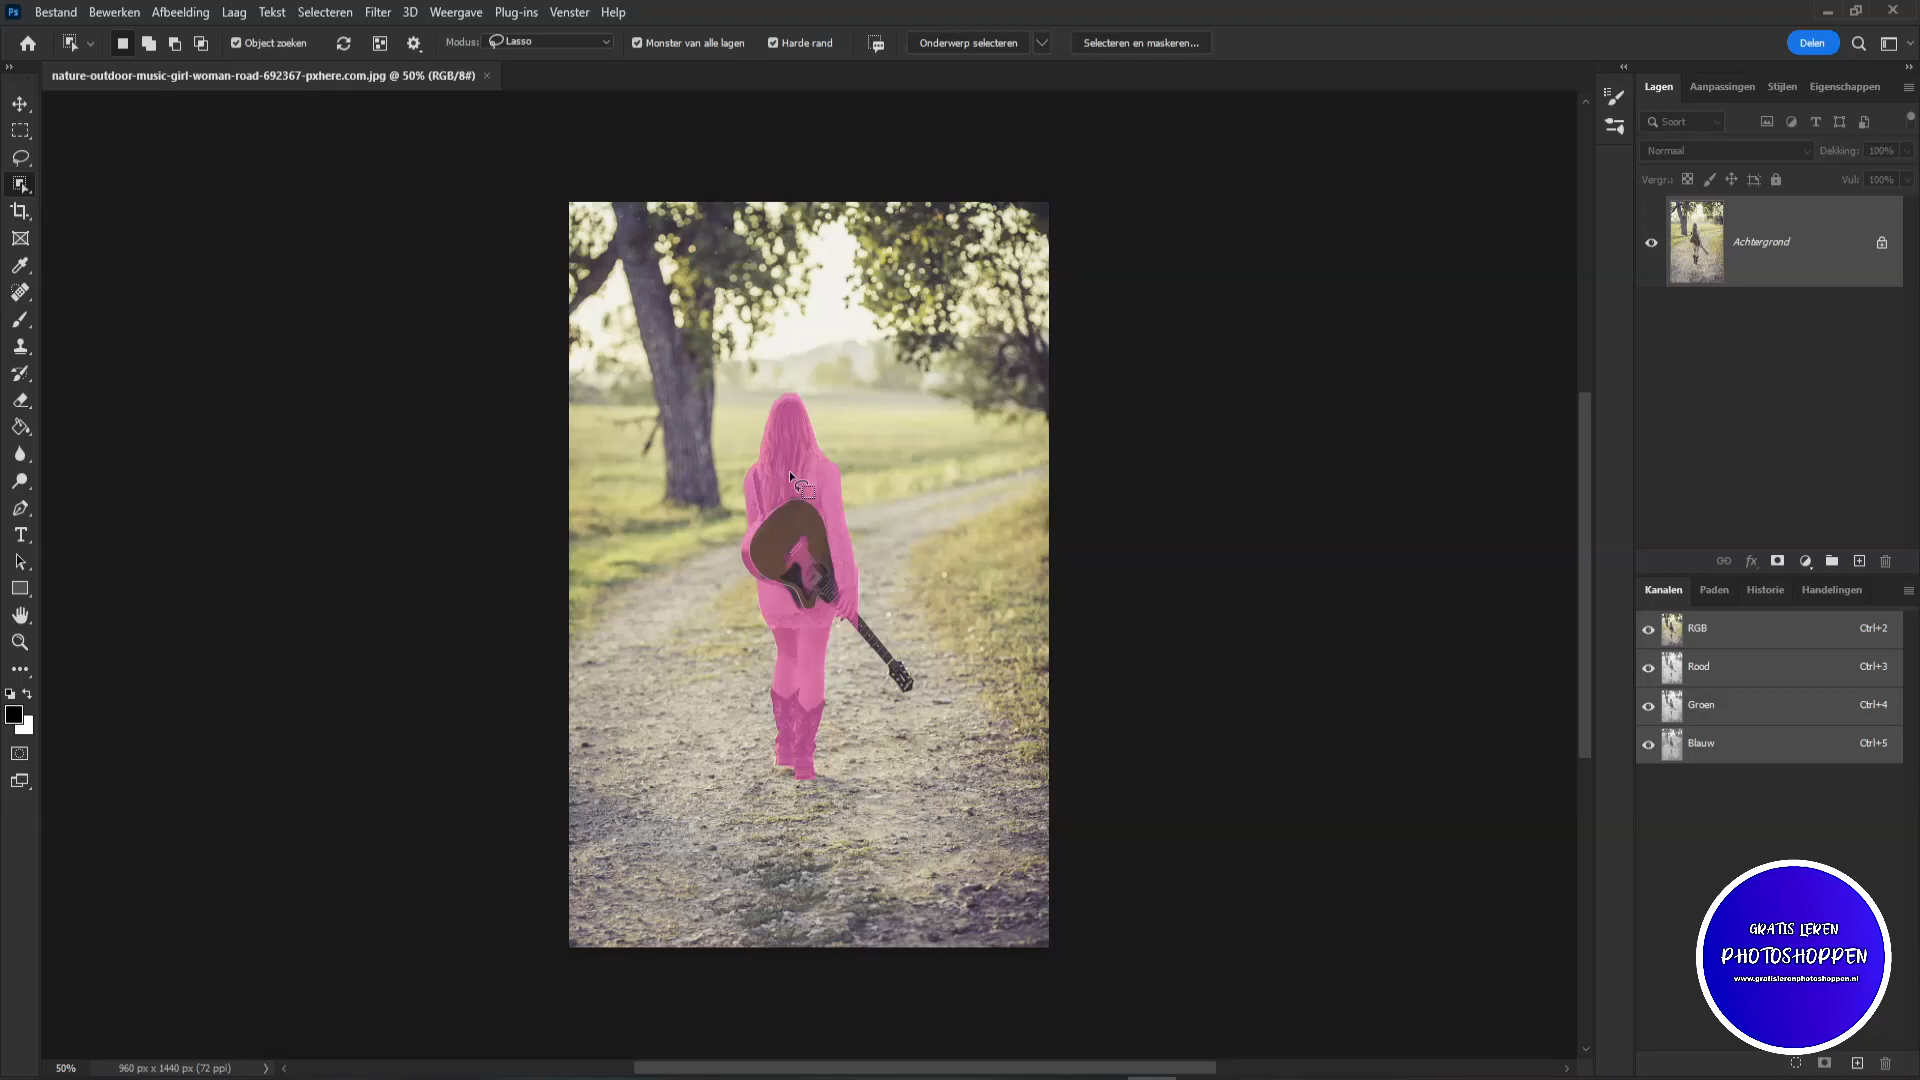 Ps Bestand Bewerken Afbeelding Laag Tekst Selecteren Filter 3D Weergave Plug-ins Venster Help
Object zoeken Modus: Lasso Monster van alle lagen Harde rand Onderwerp selecteren Selecteren en maskeren... Delen
nature-outdoor-music-girl-woman-road-692367-pxhere.com.jpg @ 50% (RGB/8#)
Lagen Aanpassingen Stijlen Eigenschappen
Soort
Normaal Dekking: 100%
Vergr.: Vul: 100%
Achtergrond
fx
Kanalen Paden Historie Handelingen
RGB Ctrl+2
Rood Ctrl+3
Groen Ctrl+4
Blauw Ctrl+5
GRATIS LEREN
PHOTOSHOPPEN
www.gratislerenphotoshoppen.nl
50% 960 px x 1440 px (72 ppi)